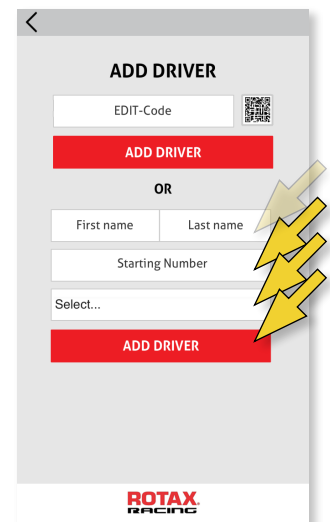 ADD DRIVER
EDIT-Code
ADD DRIVER
OR
First name Last name
Starting Number
Select...
ADD DRIVER
ROTAX.
RACING